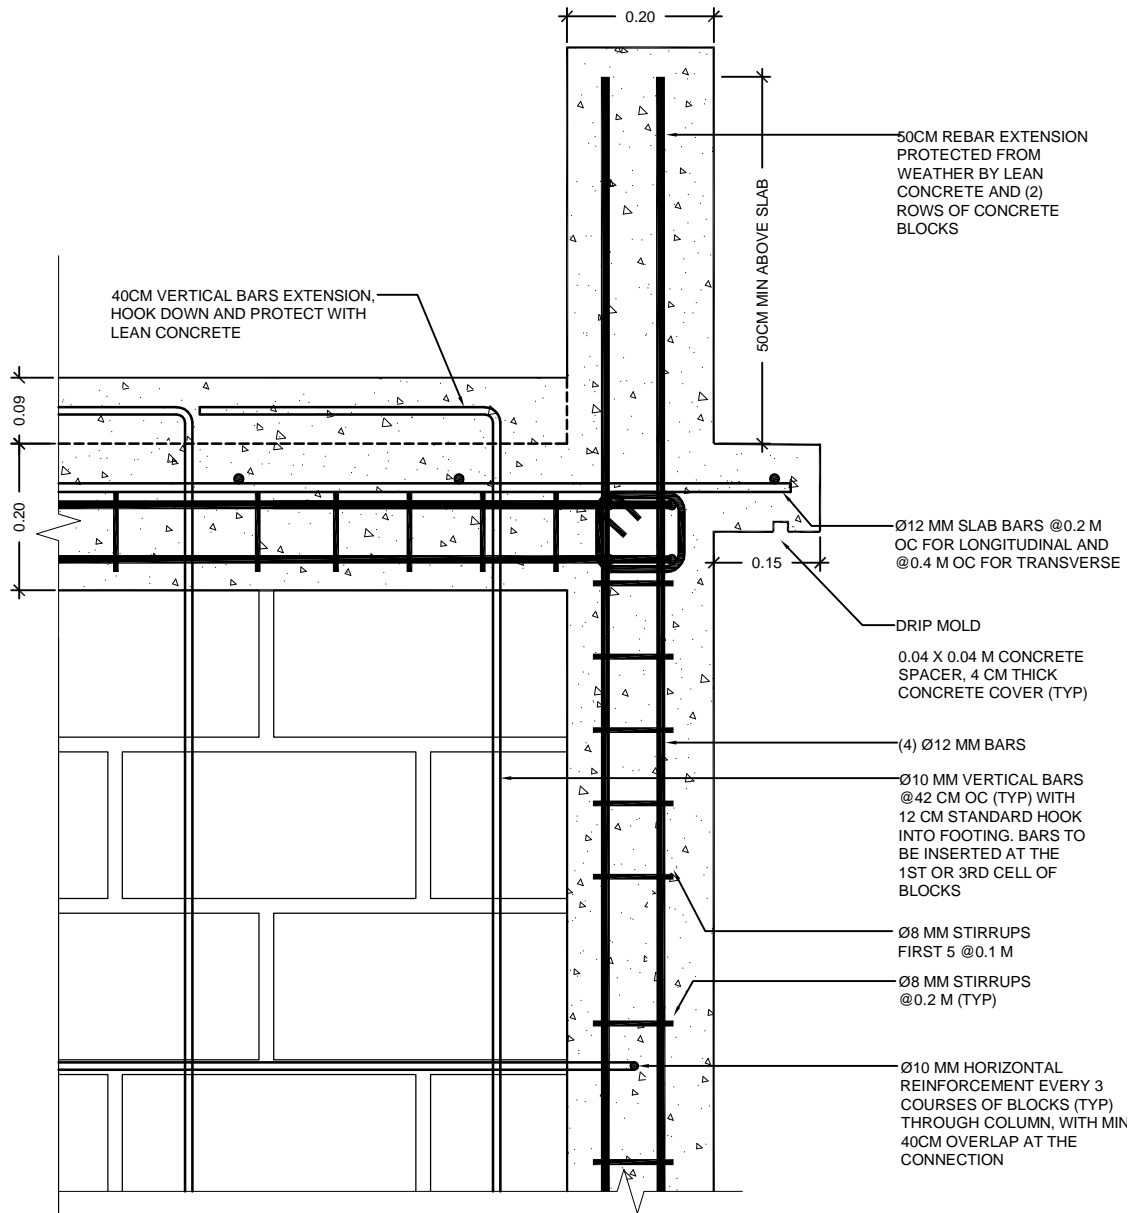 0.20
50CM REBAR EXTENSION
PROTECTED FROM
WEATHER BY LEAN
CONCRETE AND (2)
ROWS OF CONCRETE
BLOCKS
50CM MIN ABOVE SLAB
40CM VERTICAL BARS EXTENSION,
HOOK DOWN AND PROTECT WITH
LEAN CONCRETE
0.09
0.20
Ø12 MM SLAB BARS @0.2 M
OC FOR LONGITUDINAL AND
@0.4 M OC FOR TRANSVERSE
0.15
DRIP MOLD
0.04 X 0.04 M CONCRETE
SPACER, 4 CM THICK
CONCRETE COVER (TYP)
(4) Ø12 MM BARS
Ø10 MM VERTICAL BARS
@42 CM OC (TYP) WITH
12 CM STANDARD HOOK
INTO FOOTING. BARS TO
BE INSERTED AT THE
1ST OR 3RD CELL OF
BLOCKS
Ø8 MM STIRRUPS
FIRST 5 @0.1 M
Ø8 MM STIRRUPS
@0.2 M (TYP)
Ø10 MM HORIZONTAL
REINFORCEMENT EVERY 3
COURSES OF BLOCKS (TYP)
THROUGH COLUMN, WITH MIN
40CM OVERLAP AT THE
CONNECTION